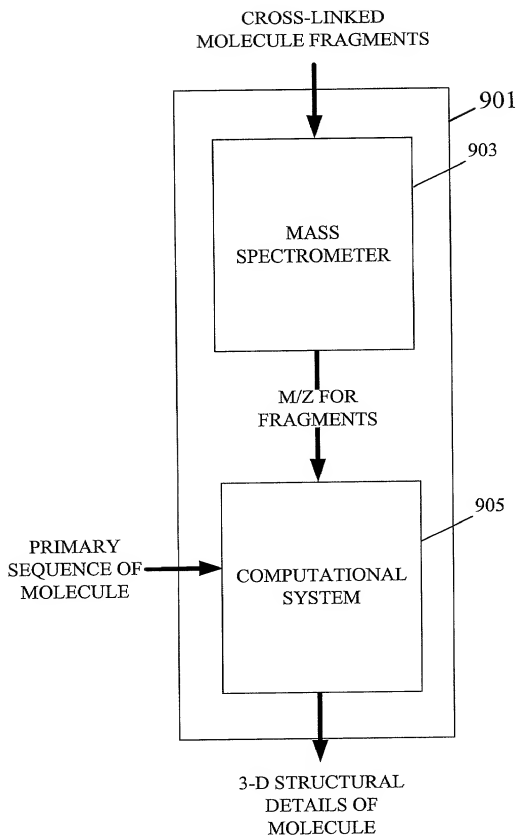 CROSS-LINKED
MOLECULE FRAGMENTS
901
903
MASS
SPECTROMETER
M/Z FOR
FRAGMENTS
905
PRIMARY
SEQUENCE OF
MOLECULE
COMPUTATIONAL
SYSTEM
3-D STRUCTURAL
DETAILS OF
MOLECULE